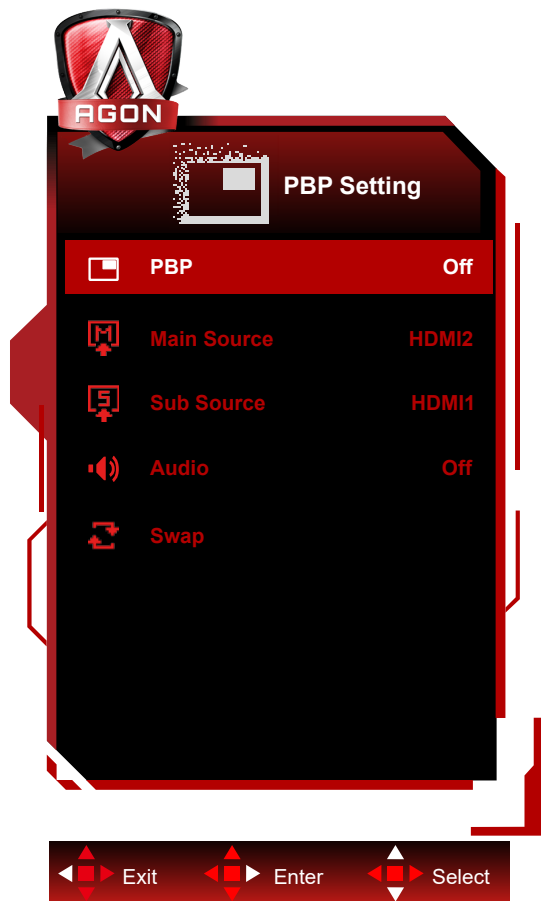 AGON
PBP Setting
PBP Off
Main Source HDMI2
Sub Source HDMI1
Audio Off
Swap
Exit Enter Select